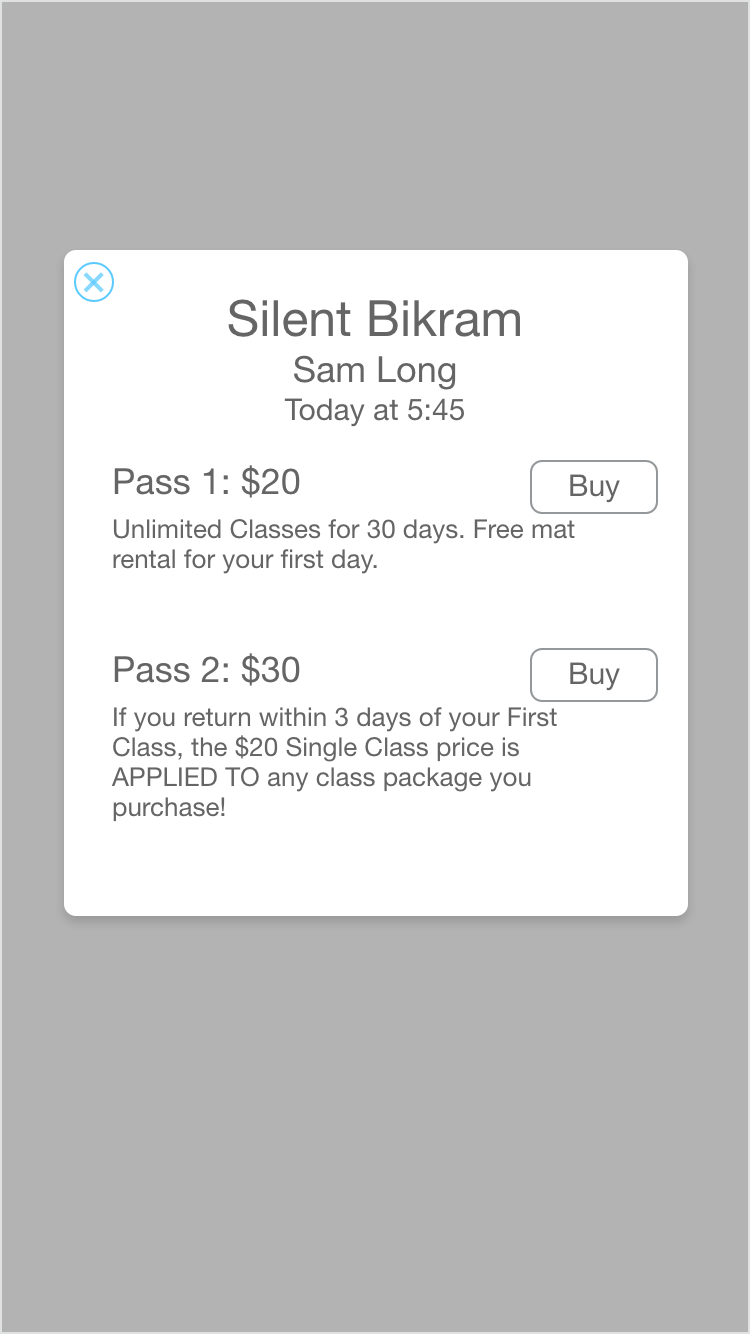 Silent Bikram
Sam Long
Today at 5:45
Pass 1: $20
Buy
Unlimited Classes for 30 days. Free mat
rental for your first day.
Pass 2: $30
Buy
If you return within 3 days of your First
Class, the $20 Single Class price is
APPLIED TO any class package you
purchase!